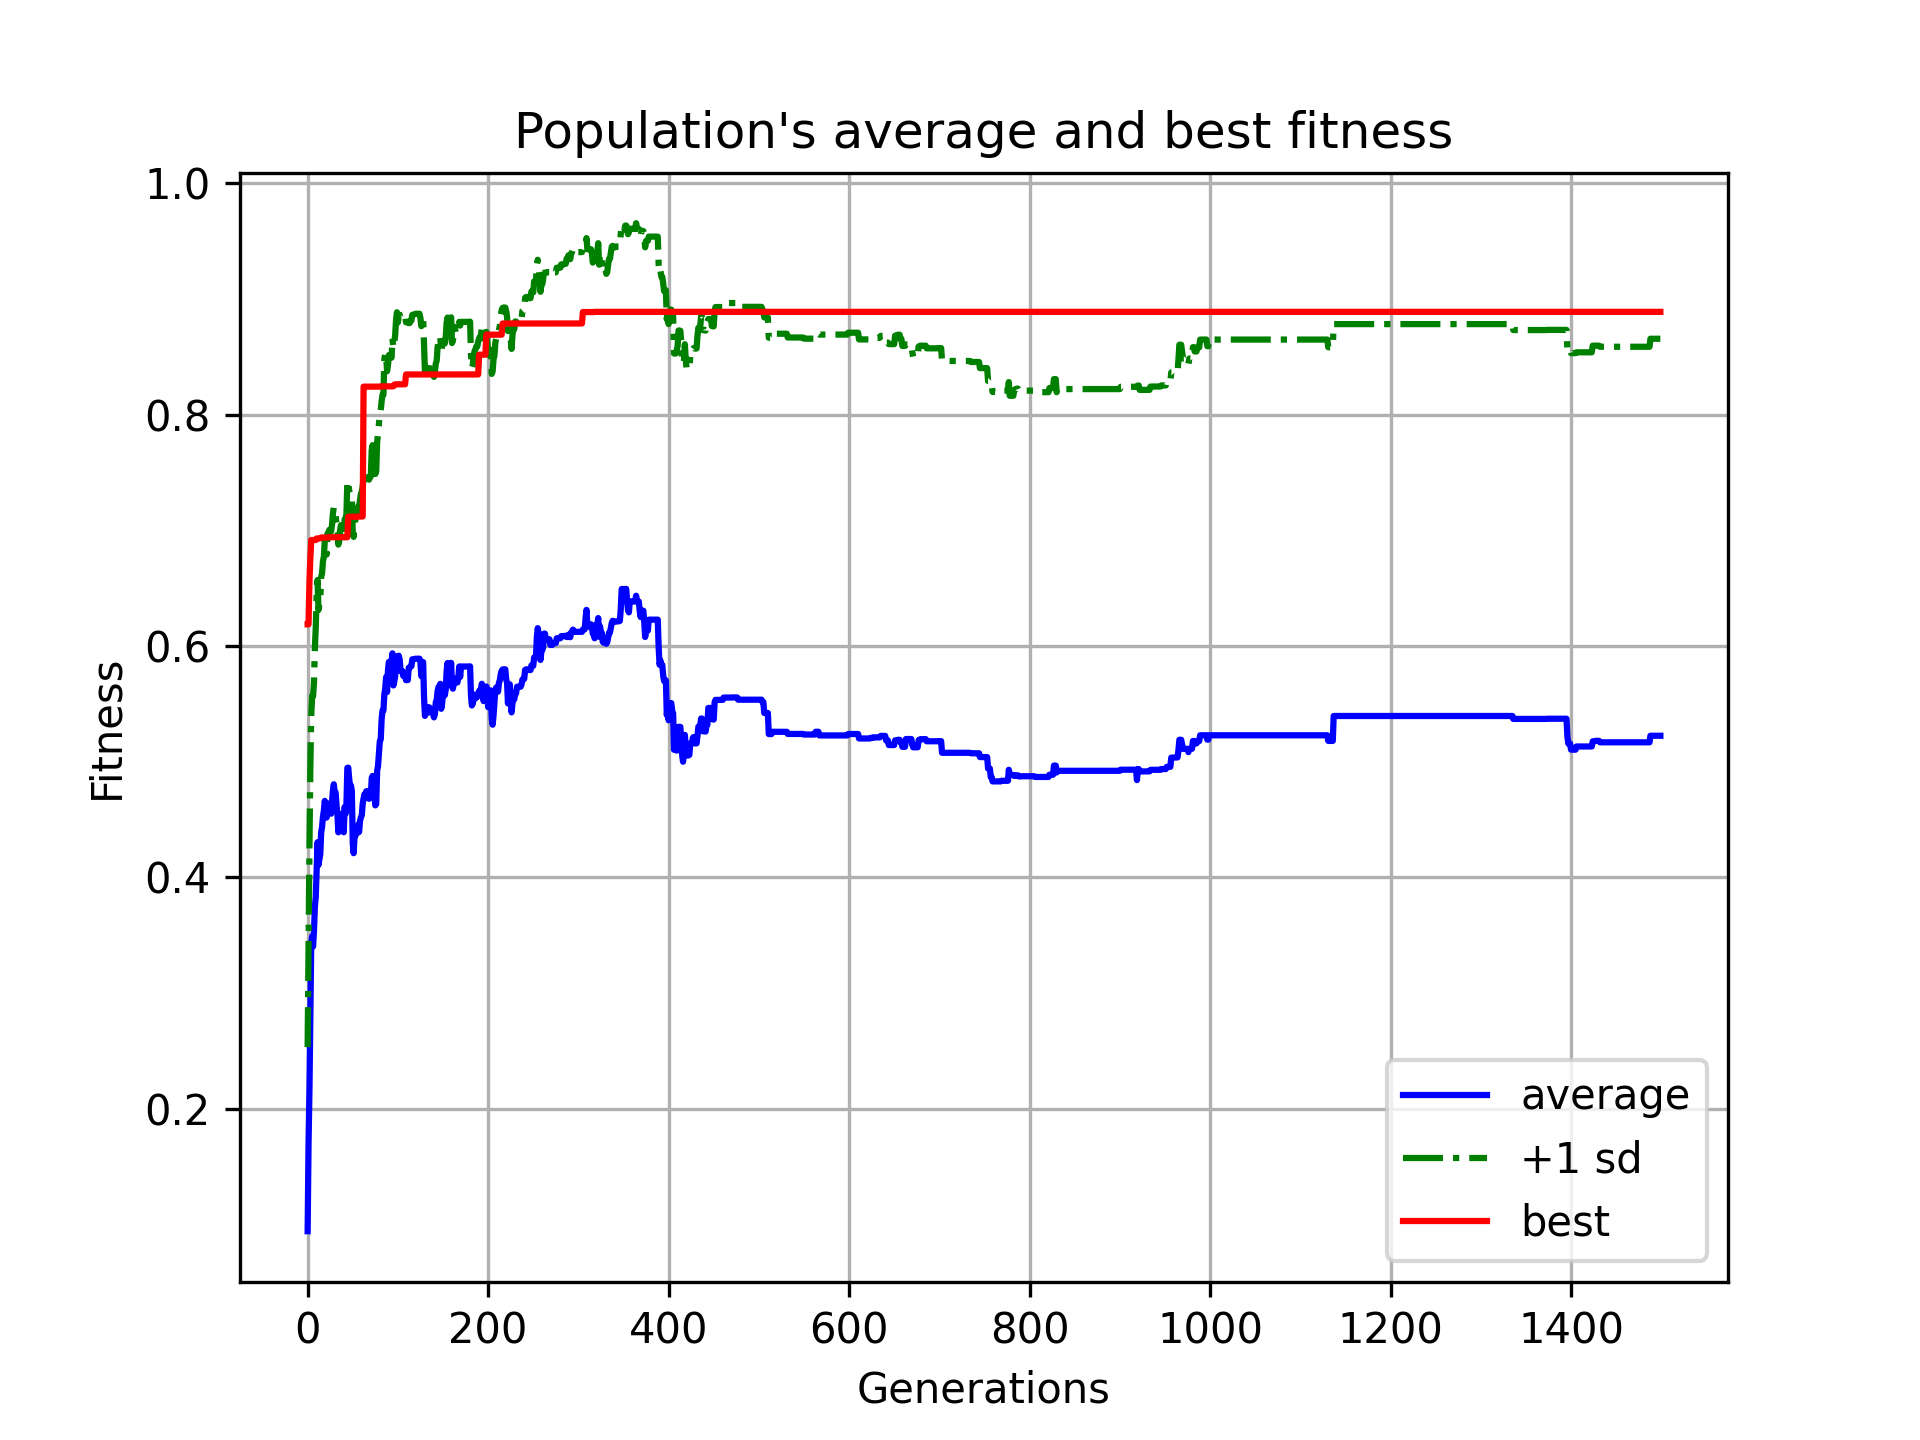 Population's average and best fitness
1.0
0.8
0.6
0.4
0.2
Fitness
average
+1 sd
best
0 200 400 600 800 1000 1200 1400
Generations